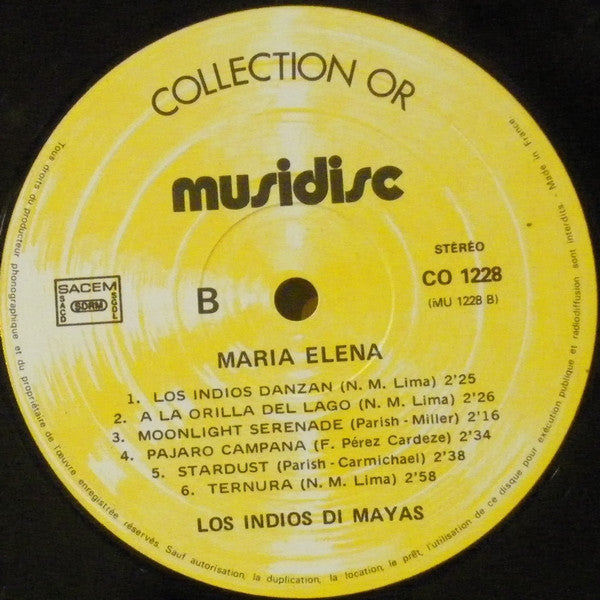 COLLECTION OR
musidisc
STÉRÉO
CO 1228
(MU 1228 B)
B
SACEM
SACD
SDRM
SGDL
MARIA ELENA
1. LOS INDIOS DANZAN (N. M. Lima) 2'25
2. A LA ORILLA DEL LAGO (N. M. Lima) 2'26
3. MOONLIGHT SERENADE (Parish - Miller) 2'16
4. PAJARO CAMPANA (F. Pérez Cardeze) 2'34
5. STARDUST (Parish - Carmichael) 2'38
6. TERNURA (N. M. Lima) 2'58
LOS INDIOS DI MAYAS
Tous droits du producteur phonographique et du propriétaire de l'œuvre enregistrée réservés. Sauf autorisation, la duplication, la location, le prêt, l'utilisation de ce disque pour exécution publique et radiodiffusion sont interdits - Made in France